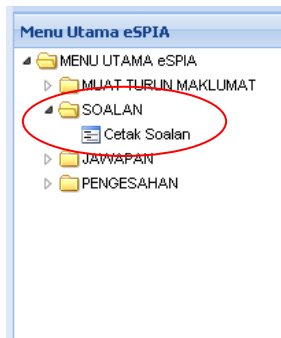 Menu Utama eSPIA
MENU UTAMA eSPIA
MUAT TURUN MAKLUMAT
SOALAN
Cetak Soalan
JAWAPAN
PENGESAHAN